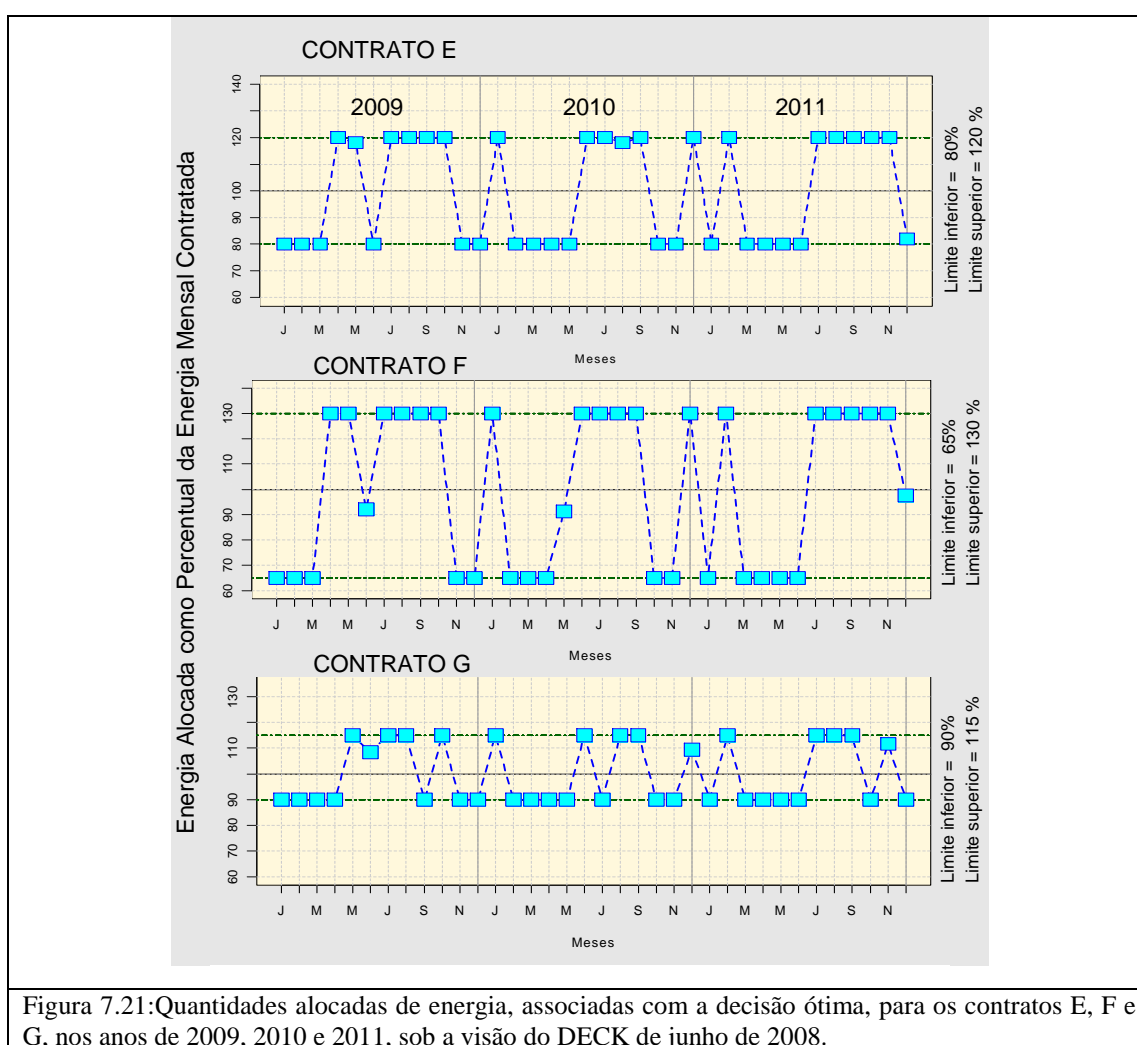 CONTRATO E
Energia Alocada como Percentual da Energia Mensal Contratada
2009 2010 2011
140
120
100
90
80
70
60
J M M J S N J M M J S N J M M J S N
Meses
Limite inferior = 80%
Limite superior = 120 %
CONTRATO F
130
110
90
80
70
60
J M M J S N J M M J S N J M M J S N
Meses
Limite inferior = 65%
Limite superior = 130 %
CONTRATO G
130
110
90
80
70
60
J M M J S N J M M J S N J M M J S N
Meses
Limite inferior = 90%
Limite superior = 115 %
Figura 7.21:Quantidades alocadas de energia, associadas com a decisão ótima, para os contratos E, F e
G, nos anos de 2009, 2010 e 2011, sob a visão do DECK de junho de 2008.